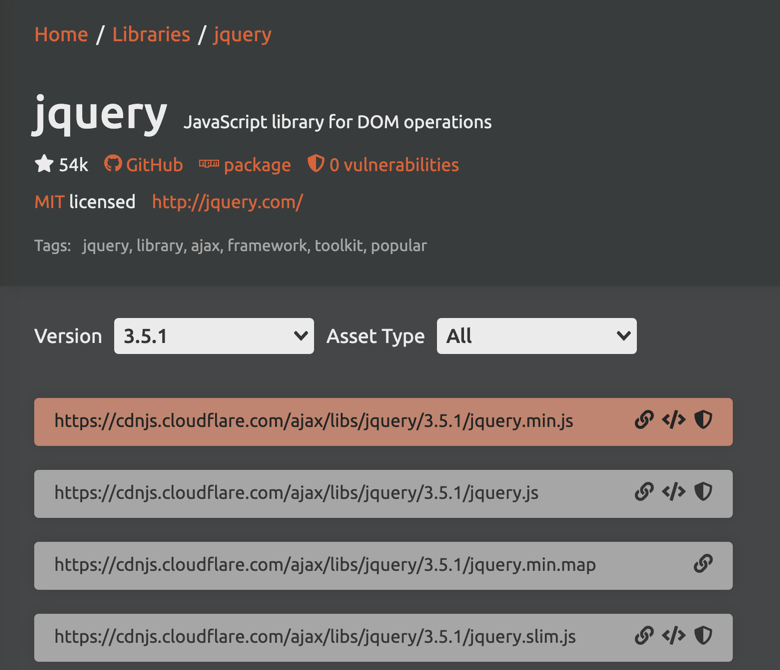 Home / Libraries / jquery
jquery JavaScript library for DOM operations
54k GitHub npm package 0 vulnerabilities
MIT licensed http://jquery.com/
Tags: jquery, library, ajax, framework, toolkit, popular
Version 3.5.1 Asset Type All
https://cdnjs.cloudflare.com/ajax/libs/jquery/3.5.1/jquery.min.js </>
https://cdnjs.cloudflare.com/ajax/libs/jquery/3.5.1/jquery.js </>
https://cdnjs.cloudflare.com/ajax/libs/jquery/3.5.1/jquery.min.map
https://cdnjs.cloudflare.com/ajax/libs/jquery/3.5.1/jquery.slim.js </>